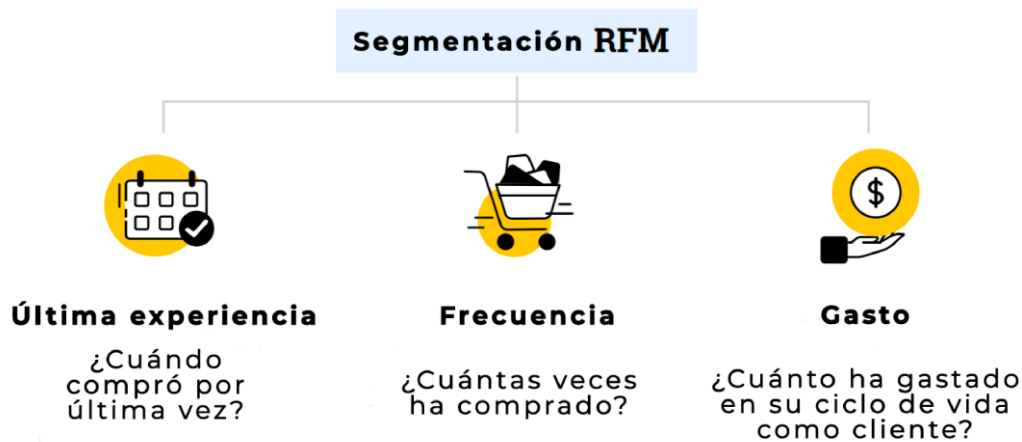 Segmentación RFM
$
Última experiencia
¿Cuándo
compró por
última vez?
Frecuencia
¿Cuántas veces
ha comprado?
Gasto
¿Cuánto ha gastado
en su ciclo de vida
como cliente?